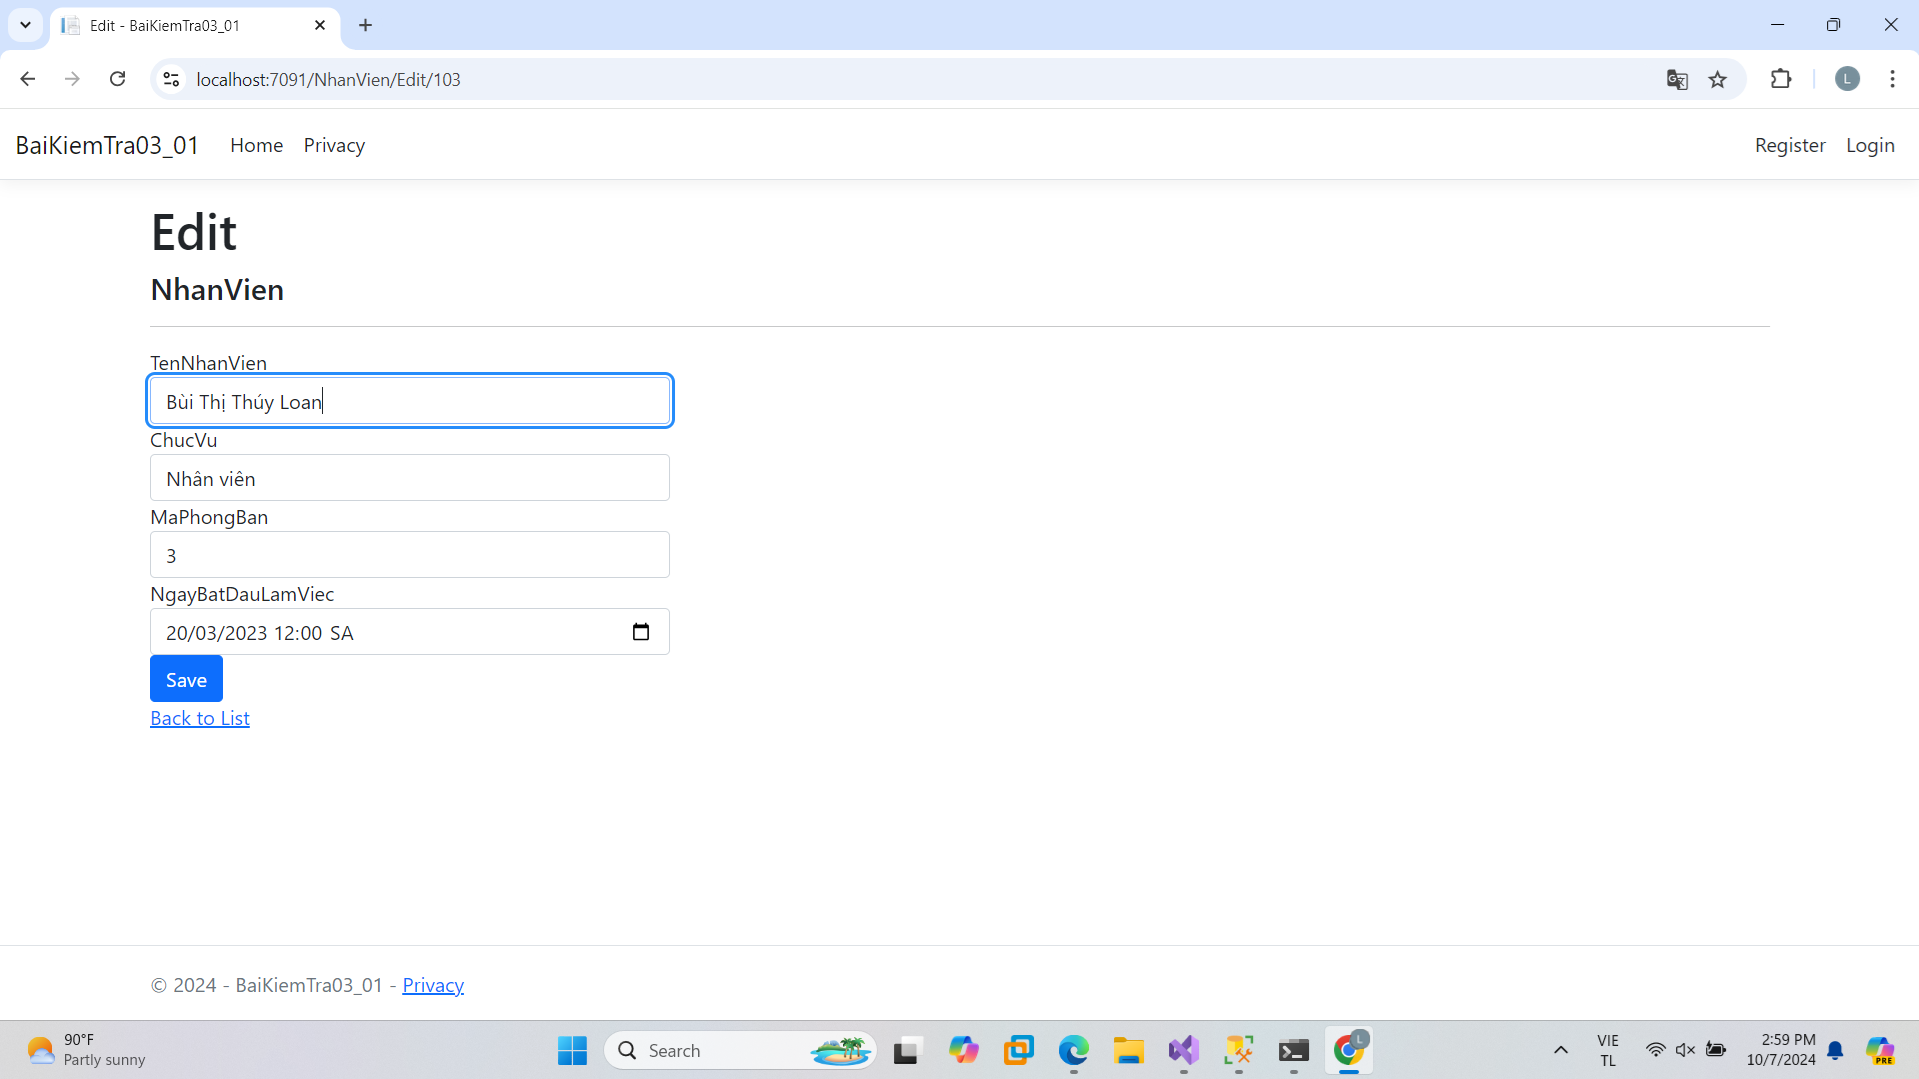 Edit - BaiKiemTra03_01
localhost:7091/NhanVien/Edit/103
L
BaiKiemTra03_01 Home Privacy Register Login
Edit
NhanVien
TenNhanVien
Bùi Thị Thúy Loan
ChucVu
Nhân viên
MaPhongBan
3
NgayBatDauLamViec
20/03/2023 12:00 SA
Save
Back to List
© 2024 - BaiKiemTra03_01 - Privacy
90°F
Partly sunny
Search
L
VIE
TL
2:59 PM
10/7/2024
PRE